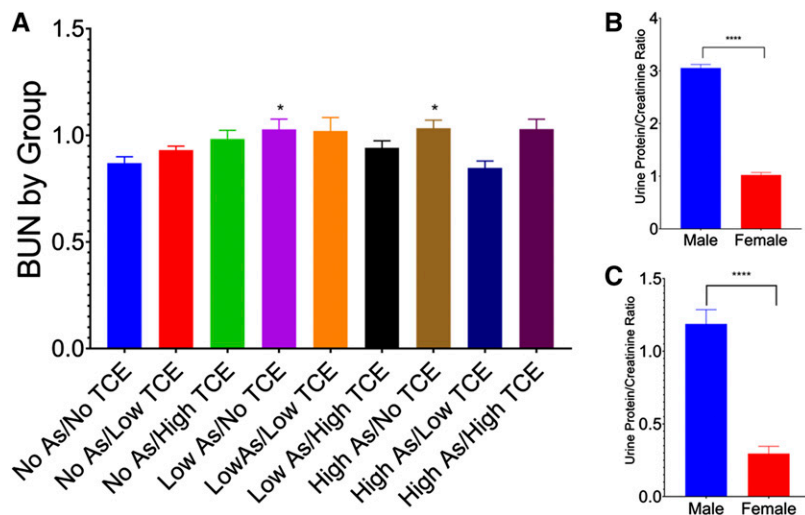 A
BUN by Group
1.5
1.0
0.5
0.0
*
*
No As/No TCE
No As/Low TCE
No As/High TCE
Low As/No TCE
LowAs/Low TCE
Low As/High TCE
High As/No TCE
High As/Low TCE
High As/High TCE
B
Urine Protein/Creatinine Ratio
4
3
2
1
0
****
Male Female
C
Urine Protein/Creatinine Ratio
1.5
1.2
0.5
0.0
****
Male Female